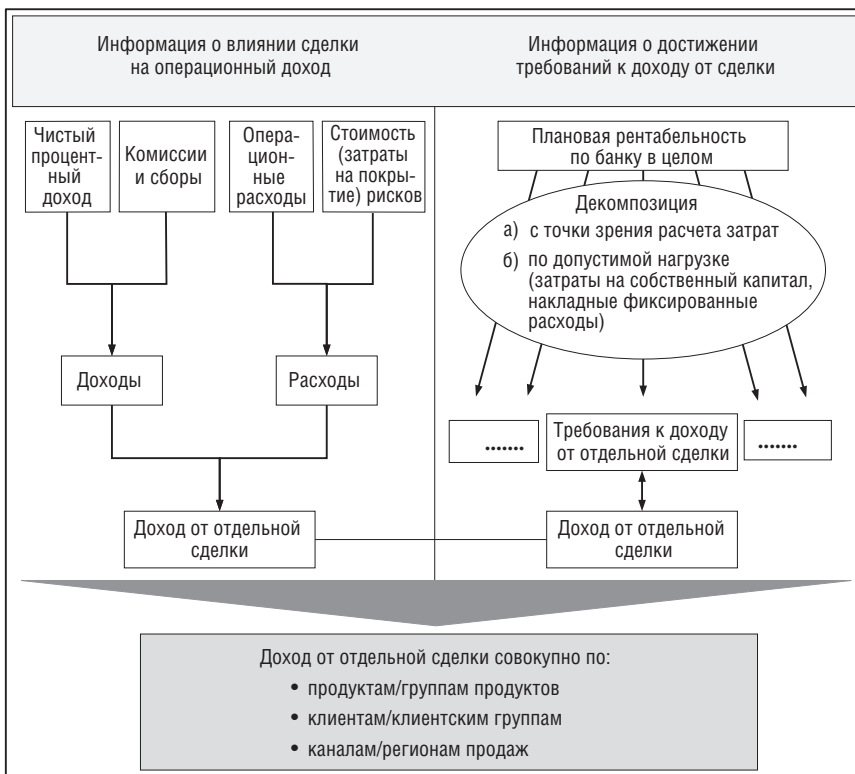 Информация о влиянии сделки
на операционный доход
Информация о достижении
требований к доходу от сделки
Чистый
процент-
ный
доход
Комиссии
и сборы
Опера-
цион-
ные
расходы
Стоимость
(затраты
на покры-
тие) рисков
Доходы
Расходы
Доход от отдельной
сделки
Плановая рентабельность
по банку в целом
Декомпозиция
а) с точки зрения расчета затрат
б) по допустимой нагрузке
(затраты на собственный капитал,
накладные фиксированные
расходы)
.......
Требования к доходу
от отдельной сделки
.......
Доход от отдельной
сделки
Доход от отдельной сделки совокупно по:
• продуктам/группам продуктов
• клиентам/клиентским группам
• каналам/регионам продаж